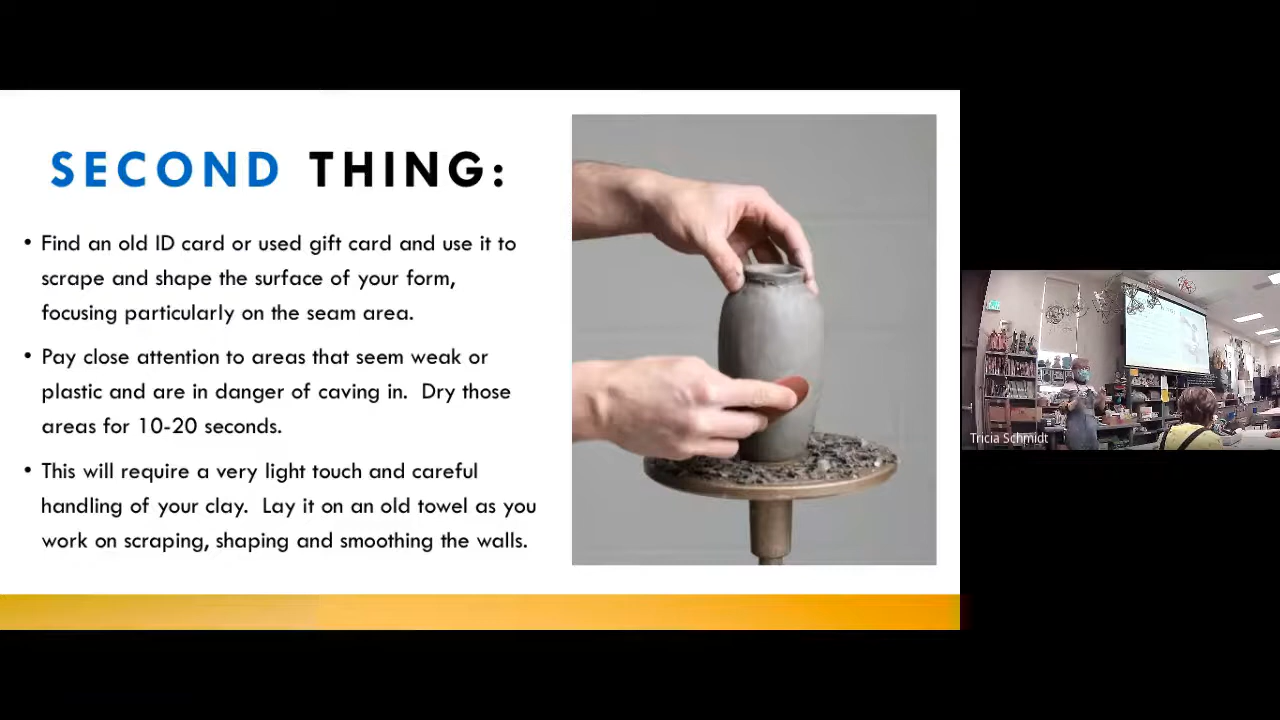 SECOND THING:
• Find an old ID card or used gift card and use it to
scrape and shape the surface of your form,
focusing particularly on the seam area.
• Pay close attention to areas that seem weak or
plastic and are in danger of caving in.  Dry those
areas for 10-20 seconds.
• This will require a very light touch and careful
handling of your clay.  Lay it on an old towel as you
work on scraping, shaping and smoothing the walls.
Tricia Schmidt